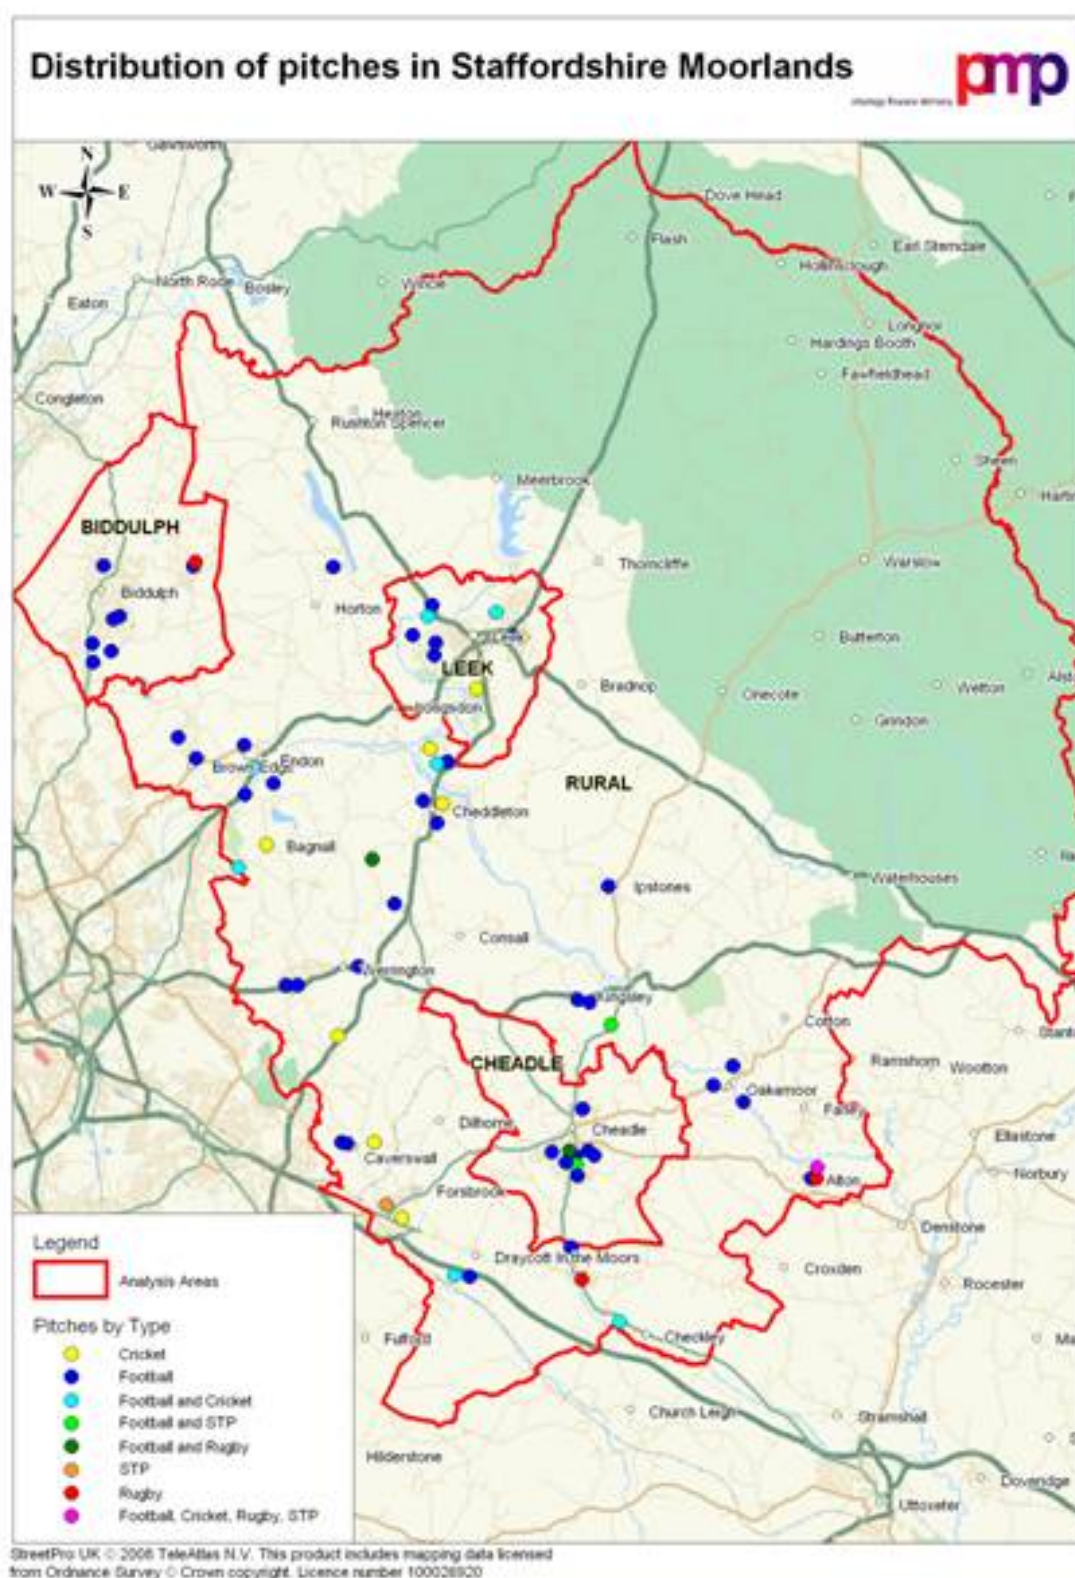 Distribution of pitches in Staffordshire Moorlands
pmp
N
W E
S
Gawsworth
Dove Head
Flash
Earl Sterndale
Hollinsclough
North Rode
Bosley
Wincle
Eaton
Longnor
Hardings Booth
Fawfieldhead
Congleton
Heaton
Rushton Spencer
Sheen
Meerbrook
BIDDULPH
Thorncliffe
Warslow
Biddulph
Horton
Leek
Butterton
LEEK
Bradnop
Onecote
Wetton
Grindon
Longsdon
Endon
Brown Edge
RURAL
Cheddleton
Bagnall
Waterhouses
Ipstones
Consall
Werrington
Kingsley
Cotton
CHEADLE
Ramshorn
Wootton
Oakamoor
Farley
Dilhorne
Cheadle
Ellastone
Caverswall
Norbury
Alton
Forsbrook
Denstone
Draycott In the Moors
Croxden
Rocester
Fulford
Checkley
Church Leigh
Stramshall
Hilderstone
Doveridge
Uttoxeter
Legend
Analysis Areas
Pitches by Type
Cricket
Football
Football and Cricket
Football and STP
Football and Rugby
STP
Rugby
Football, Cricket, Rugby, STP
StreetPro UK © 2006 TeleAtlas N.V. This product includes mapping data licensed
from Ordnance Survey © Crown copyright. Licence number 100026920